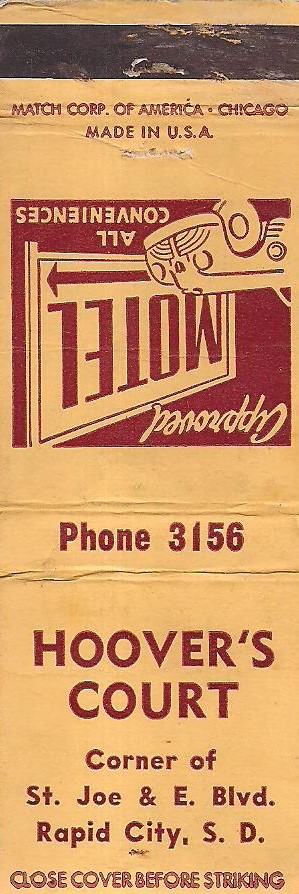 MATCH CORP. OF AMERICA • CHICAGO
MADE IN U.S.A.
Approved
MOTEL
ALL
CONVENIENCES
Phone 3156
HOOVER'S
COURT
Corner of
St. Joe & E. Blvd.
Rapid City, S. D.
CLOSE COVER BEFORE STRIKING